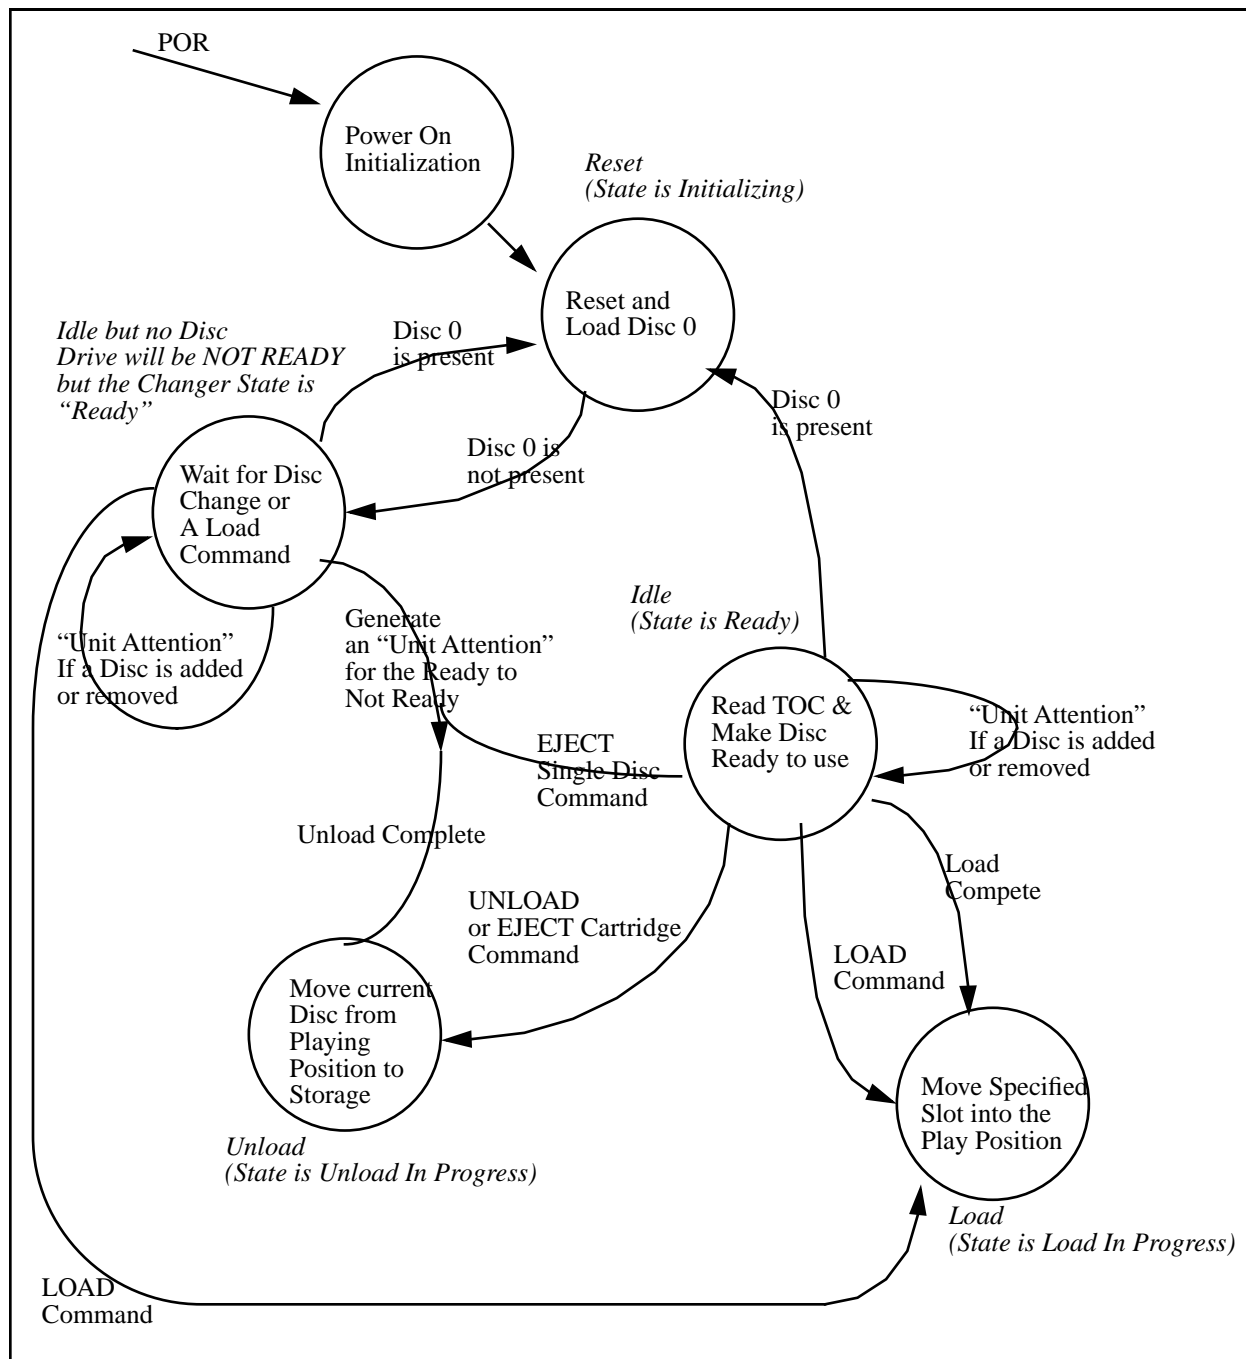 POR
Power On
Initialization
Reset
(State is Initializing)
Reset and
Load Disc 0
Idle but no Disc
Drive will be NOT READY
but the Changer State is
“Ready”
Disc 0
is present
Disc 0
is present
Disc 0 is
not present
Wait for Disc
Change or
A Load
Command
Idle
(State is Ready)
“Unit Attention”
If a Disc is added
or removed
Generate
an “Unit Attention”
for the Ready to
Not Ready
Read TOC &
Make Disc
Ready to use
“Unit Attention”
If a Disc is added
or removed
EJECT
Single Disc
Command
Unload Complete
Load
Compete
UNLOAD
or EJECT Cartridge
Command
LOAD
Command
Move current
Disc from
Playing
Position to
Storage
Move Specified
Slot into the
Play Position
Unload
(State is Unload In Progress)
Load
(State is Load In Progress)
LOAD
Command